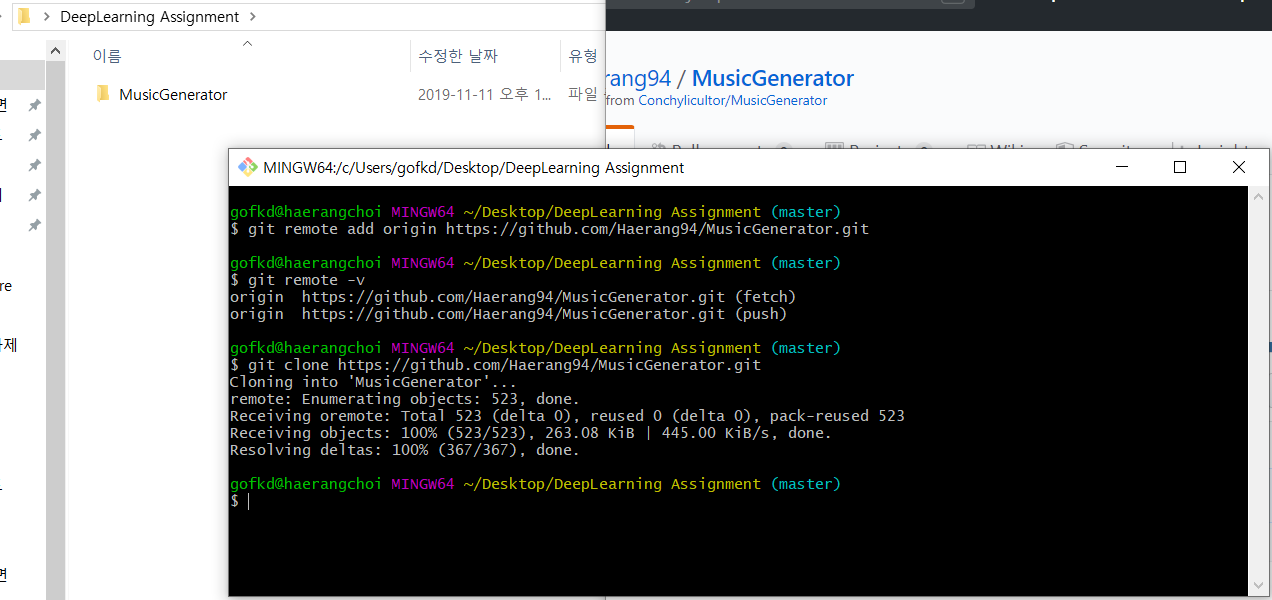 DeepLearning Assignment
이름
수정한 날짜
유형
MusicGenerator
2019-11-11 오후 1...
파일
rang94 / MusicGenerator
from Conchylicultor/MusicGenerator
MINGW64:/c/Users/gofkd/Desktop/DeepLearning Assignment
gofkd@haerangchoi MINGW64 ~/Desktop/DeepLearning Assignment (master)
$ git remote add origin https://github.com/Haerang94/MusicGenerator.git
gofkd@haerangchoi MINGW64 ~/Desktop/DeepLearning Assignment (master)
$ git remote -v
origin https://github.com/Haerang94/MusicGenerator.git (fetch)
origin https://github.com/Haerang94/MusicGenerator.git (push)
gofkd@haerangchoi MINGW64 ~/Desktop/DeepLearning Assignment (master)
$ git clone https://github.com/Haerang94/MusicGenerator.git
Cloning into 'MusicGenerator'...
remote: Enumerating objects: 523, done.
Receiving oremote: Total 523 (delta 0), reused 0 (delta 0), pack-reused 523
Receiving objects: 100% (523/523), 263.08 KiB | 445.00 KiB/s, done.
Resolving deltas: 100% (367/367), done.
gofkd@haerangchoi MINGW64 ~/Desktop/DeepLearning Assignment (master)
$
면
re
제
면